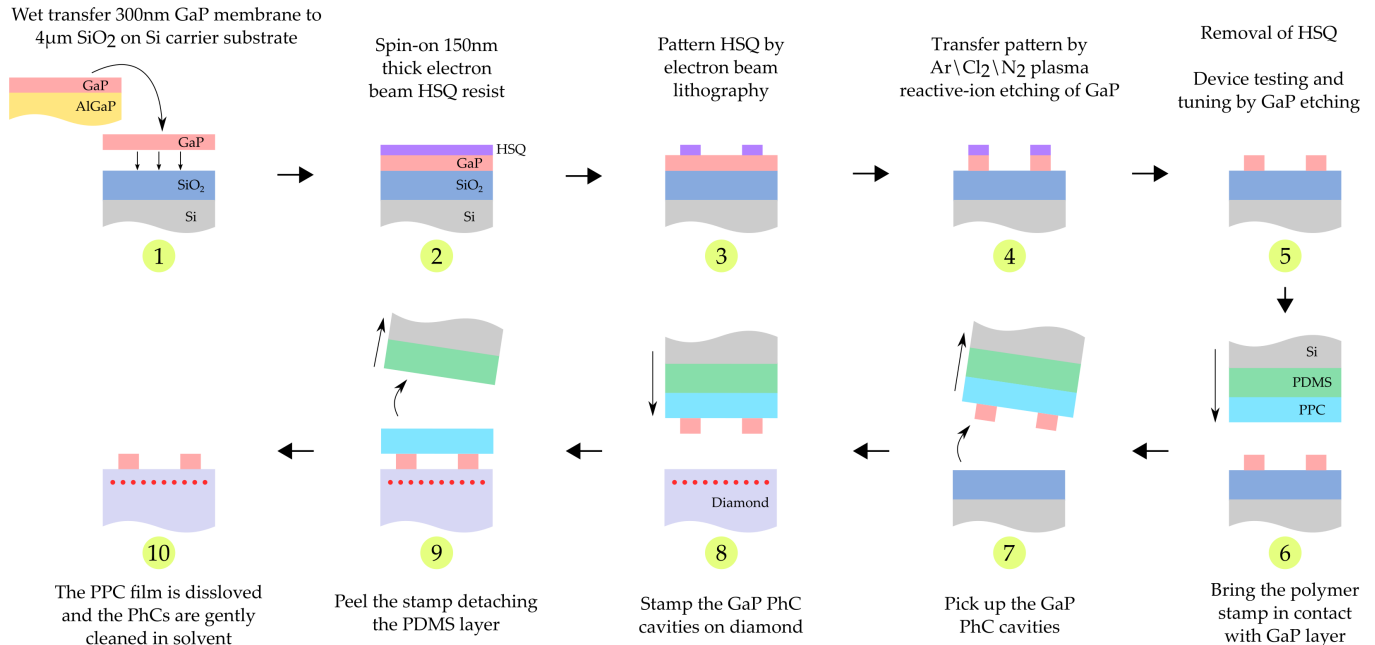 Wet transfer 300nm GaP membrane to
4μm SiO₂ on Si carrier substrate
GaP
AlGaP
GaP
SiO₂
Si
1
Spin-on 150nm
thick electron
beam HSQ resist
HSQ
GaP
SiO₂
Si
2
Pattern HSQ by
electron beam
lithography
3
Transfer pattern by
Ar\Cl₂\N₂ plasma
reactive-ion etching of GaP
4
Removal of HSQ
Device testing and
tuning by GaP etching
5
Si
PDMS
PPC
6
Bring the polymer
stamp in contact
with GaP layer
7
Pick up the GaP
PhC cavities
Diamond
8
Stamp the GaP PhC
cavities on diamond
9
Peel the stamp detaching
the PDMS layer
10
The PPC film is dissloved
and the PhCs are gently
cleaned in solvent